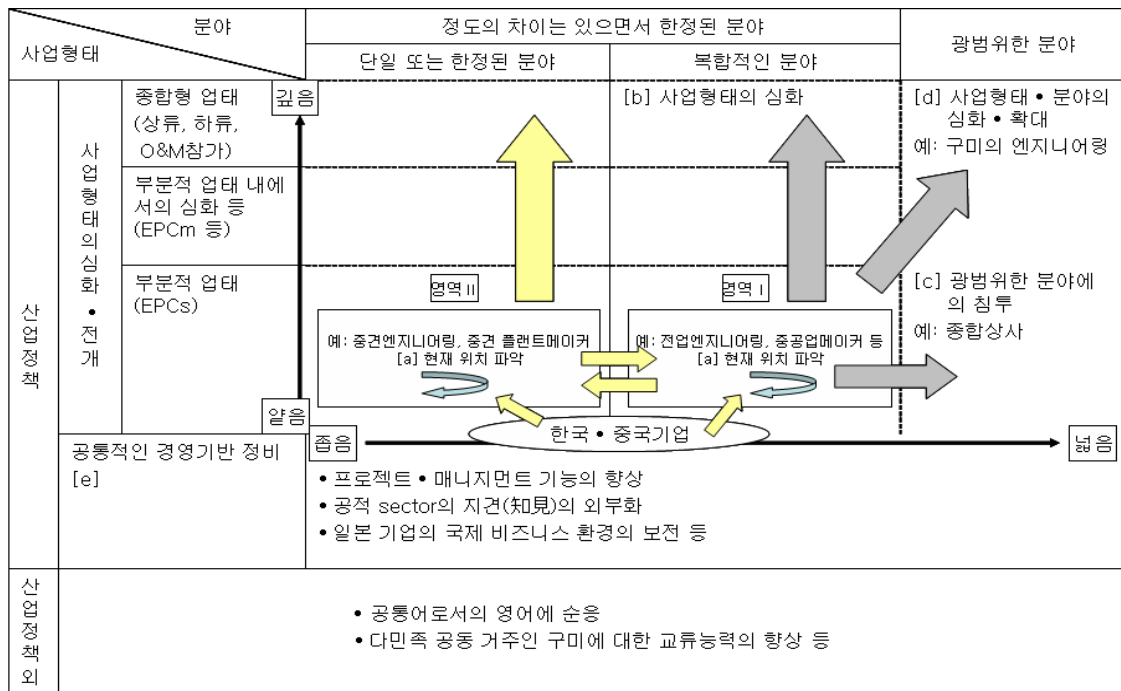 분야
사업형태
정도의 차이는 있으면서 한정된 분야
광범위한 분야
단일 또는 한정된 분야
복합적인 분야
산업정책
사업형태의심화•전개
종합형 업태
(상류, 하류,
O&M참가)
깊음
[b] 사업형태의 심화
[d] 사업형태 • 분야의
심화 • 확대
예: 구미의 엔지니어링
부분적 업태 내에
서의 심화 등
(EPCm 등)
부분적 업태
(EPCs)
영역 II
영역 I
[c] 광범위한 분야에
의 침투
예: 종합상사
예: 중견엔지니어링, 중견 플랜트메이커
[a] 현재 위치 파악
예: 전업엔지니어링, 중공업메이커 등
[a] 현재 위치 파악
얕음
한국 • 중국기업
좁음
넓음
공통적인 경영기반 정비
[e]
• 프로젝트 • 매니지먼트 기능의 향상
• 공적 sector의 지견(知見)의 외부화
• 일본 기업의 국제 비즈니스 환경의 보전 등
산업정책외
• 공통어로서의 영어에 순응
• 다민족 공동 거주인 구미에 대한 교류능력의 향상 등